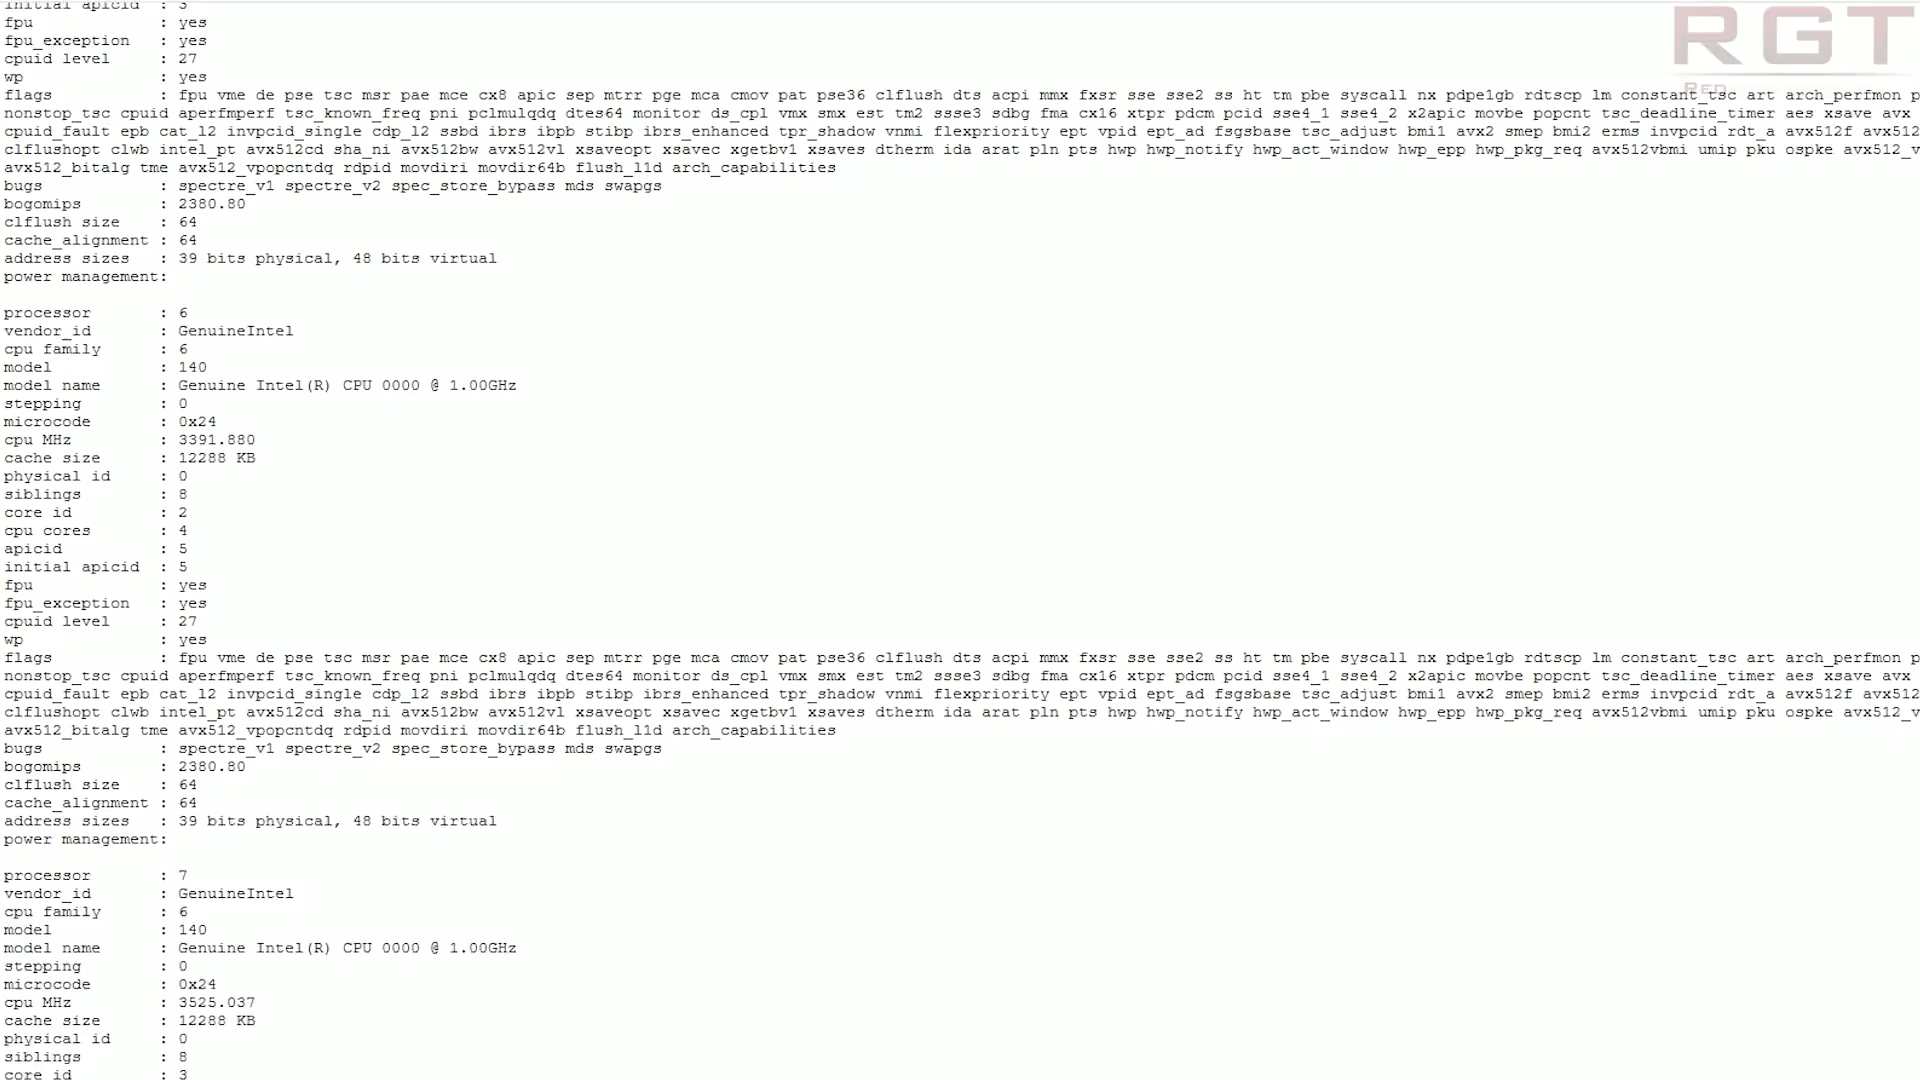 initial apicid : 3
fpu : yes
fpu_exception : yes
cpuid level : 27
wp : yes
flags : fpu vme de pse tsc msr pae mce cx8 apic sep mtrr pge mca cmov pat pse36 clflush dts acpi mmx fxsr sse sse2 ss ht tm pbe syscall nx pdpe1gb rdtscp lm constant_tsc art arch_perfmon p
nonstop_tsc cpuid aperfmperf tsc_known_freq pni pclmulqdq dtes64 monitor ds_cpl vmx smx est tm2 ssse3 sdbg fma cx16 xtpr pdcm pcid sse4_1 sse4_2 x2apic movbe popcnt tsc_deadline_timer aes xsave avx
cpuid_fault epb cat_l2 invpcid_single cdp_l2 ssbd ibrs ibpb stibp ibrs_enhanced tpr_shadow vnmi flexpriority ept vpid ept_ad fsgsbase tsc_adjust bmi1 avx2 smep bmi2 erms invpcid rdt_a avx512f avx512
clflushopt clwb intel_pt avx512cd sha_ni avx512bw avx512vl xsaveopt xsavec xgetbv1 xsaves dtherm ida arat pln pts hwp hwp_notify hwp_act_window hwp_epp hwp_pkg_req avx512vbmi umip pku ospke avx512_v
avx512_bitalg tme avx512_vpopcntdq rdpid movdiri movdir64b flush_l1d arch_capabilities
bugs : spectre_v1 spectre_v2 spec_store_bypass mds swapgs
bogomips : 2380.80
clflush size : 64
cache_alignment : 64
address sizes : 39 bits physical, 48 bits virtual
power management:
processor : 6
vendor_id : GenuineIntel
cpu family : 6
model : 140
model name : Genuine Intel(R) CPU 0000 @ 1.00GHz
stepping : 0
microcode : 0x24
cpu MHz : 3391.880
cache size : 12288 KB
physical id : 0
siblings : 8
core id : 2
cpu cores : 4
apicid : 5
initial apicid : 5
fpu : yes
fpu_exception : yes
cpuid level : 27
wp : yes
flags : fpu vme de pse tsc msr pae mce cx8 apic sep mtrr pge mca cmov pat pse36 clflush dts acpi mmx fxsr sse sse2 ss ht tm pbe syscall nx pdpe1gb rdtscp lm constant_tsc art arch_perfmon p
nonstop_tsc cpuid aperfmperf tsc_known_freq pni pclmulqdq dtes64 monitor ds_cpl vmx smx est tm2 ssse3 sdbg fma cx16 xtpr pdcm pcid sse4_1 sse4_2 x2apic movbe popcnt tsc_deadline_timer aes xsave avx
cpuid_fault epb cat_l2 invpcid_single cdp_l2 ssbd ibrs ibpb stibp ibrs_enhanced tpr_shadow vnmi flexpriority ept vpid ept_ad fsgsbase tsc_adjust bmi1 avx2 smep bmi2 erms invpcid rdt_a avx512f avx512
clflushopt clwb intel_pt avx512cd sha_ni avx512bw avx512vl xsaveopt xsavec xgetbv1 xsaves dtherm ida arat pln pts hwp hwp_notify hwp_act_window hwp_epp hwp_pkg_req avx512vbmi umip pku ospke avx512_v
avx512_bitalg tme avx512_vpopcntdq rdpid movdiri movdir64b flush_l1d arch_capabilities
bugs : spectre_v1 spectre_v2 spec_store_bypass mds swapgs
bogomips : 2380.80
clflush size : 64
cache_alignment : 64
address sizes : 39 bits physical, 48 bits virtual
power management:
processor : 7
vendor_id : GenuineIntel
cpu family : 6
model : 140
model name : Genuine Intel(R) CPU 0000 @ 1.00GHz
stepping : 0
microcode : 0x24
cpu MHz : 3525.037
cache size : 12288 KB
physical id : 0
siblings : 8
core id : 3
RGT
RED